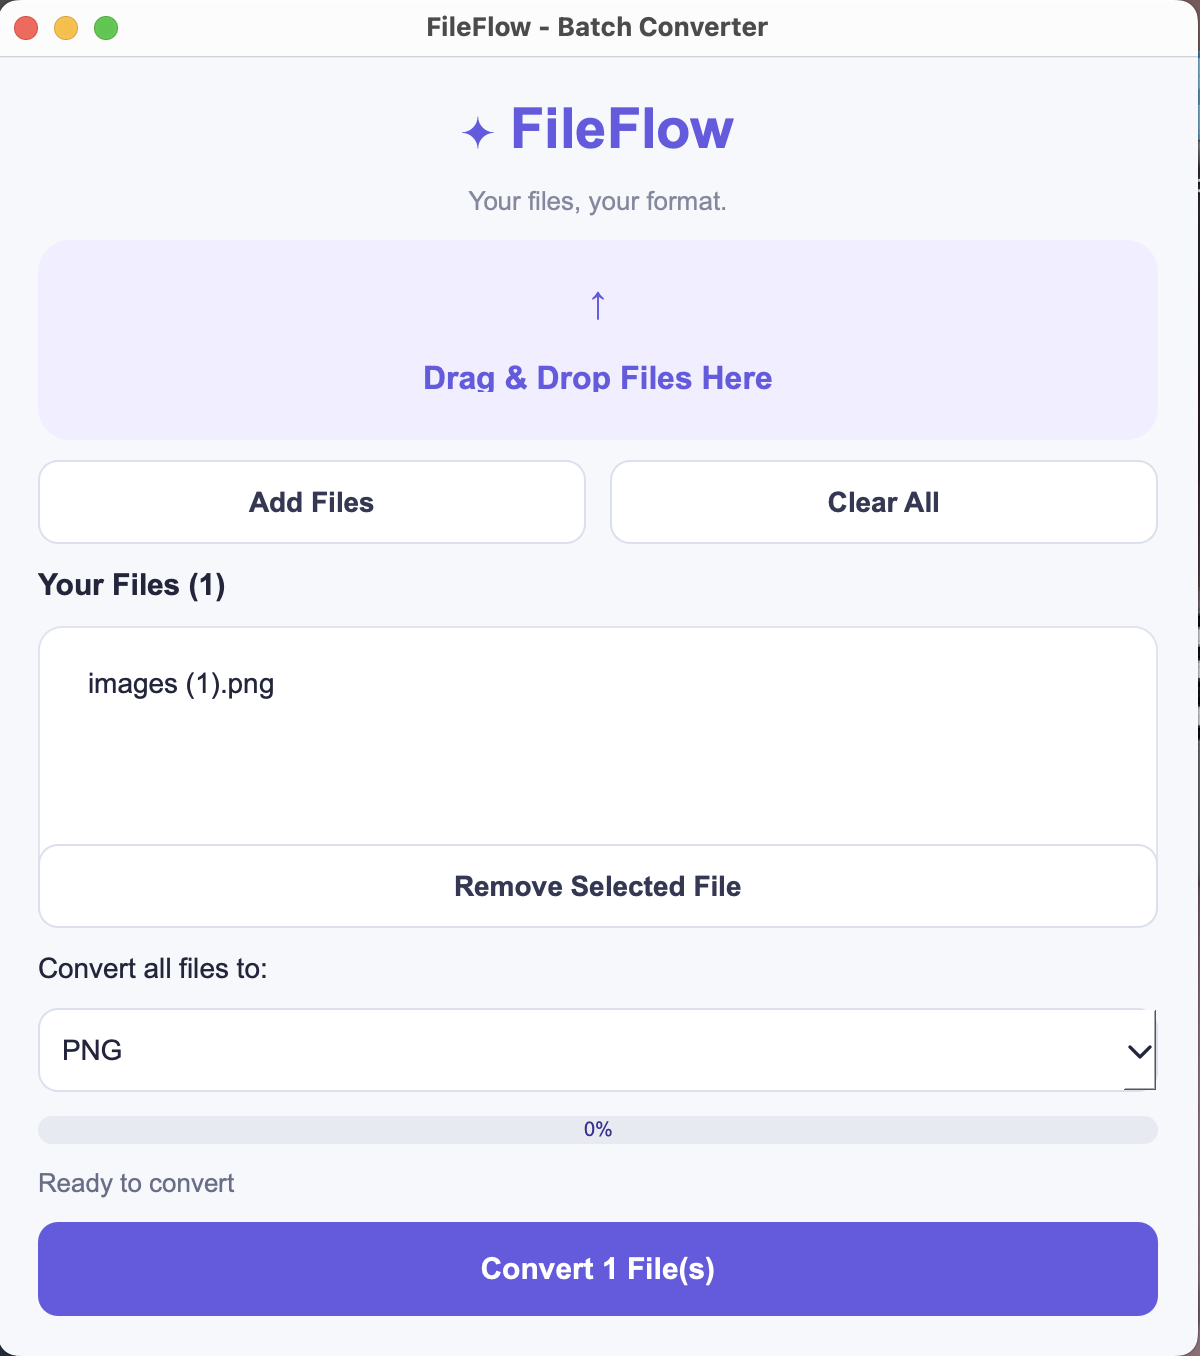 FileFlow - Batch Converter
✦ FileFlow
Your files, your format.
↑
Drag & Drop Files Here
Add Files
Clear All
Your Files (1)
images (1).png
Remove Selected File
Convert all files to:
PNG
0%
Ready to convert
Convert 1 File(s)